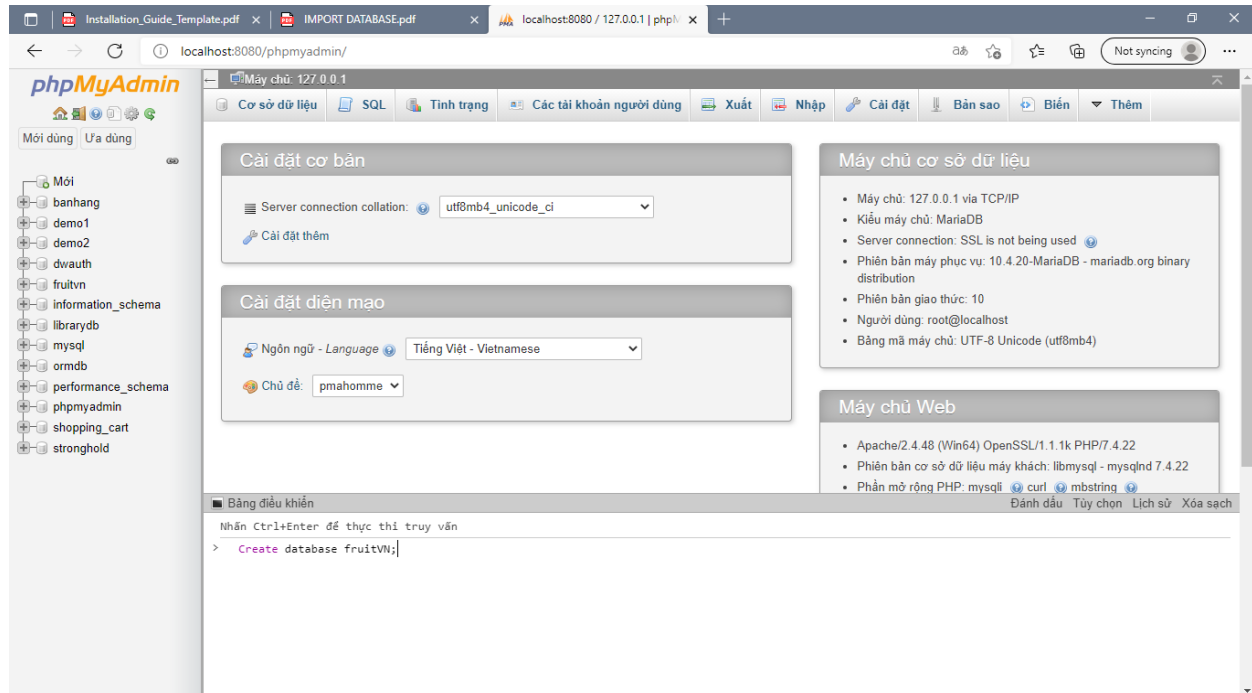 Installation_Guide_Template.pdf
IMPORT DATABASE.pdf
localhost:8080 / 127.0.0.1 | phpM
localhost:8080/phpmyadmin/
Not syncing
phpMyAdmin
Mới dùng Ưa dùng
Mới
banhang
demo1
demo2
dwauth
fruitvn
information_schema
librarydb
mysql
ormdb
performance_schema
phpmyadmin
shopping_cart
stronghold
Máy chủ: 127.0.0.1
Cơ sở dữ liệu SQL Tình trạng Các tài khoản người dùng Xuất Nhập Cài đặt Bản sao Biến Thêm
Cài đặt cơ bản
Server connection collation: utf8mb4_unicode_ci
Cài đặt thêm
Cài đặt diện mạo
Ngôn ngữ - Language Tiếng Việt - Vietnamese
Chủ đề: pmahomme
Máy chủ cơ sở dữ liệu
Máy chủ: 127.0.0.1 via TCP/IP
Kiểu máy chủ: MariaDB
Server connection: SSL is not being used
Phiên bản máy phục vụ: 10.4.20-MariaDB - mariadb.org binary
distribution
Phiên bản giao thức: 10
Người dùng: root@localhost
Bảng mã máy chủ: UTF-8 Unicode (utf8mb4)
Máy chủ Web
Apache/2.4.48 (Win64) OpenSSL/1.1.1k PHP/7.4.22
Phiên bản cơ sở dữ liệu máy khách: libmysql - mysqlnd 7.4.22
Phần mở rộng PHP: mysqli curl mbstring
Bảng điều khiển
Đánh dấu Tùy chọn Lịch sử Xóa sạch
Nhấn Ctrl+Enter để thực thi truy vấn
> Create database fruitVN;